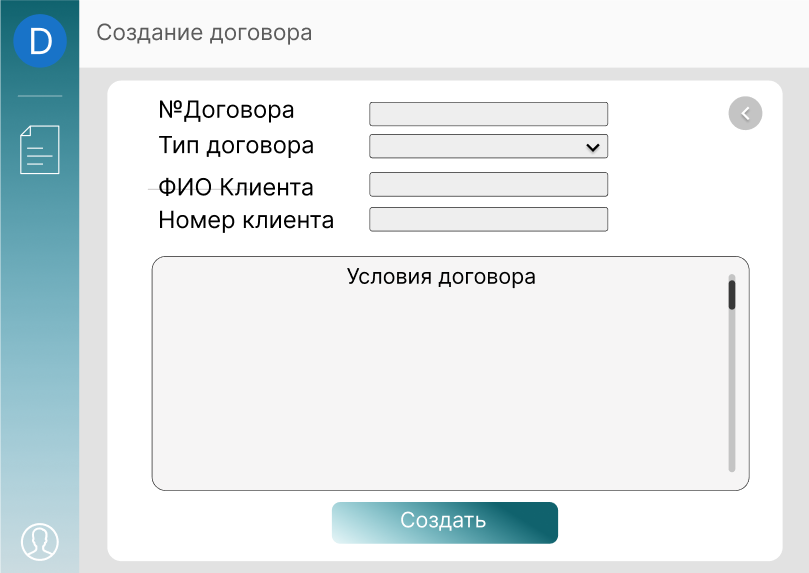 D
Создание договора
№Договора
Тип договора
ФИО Клиента
Номер клиента
Условия договора
Создать